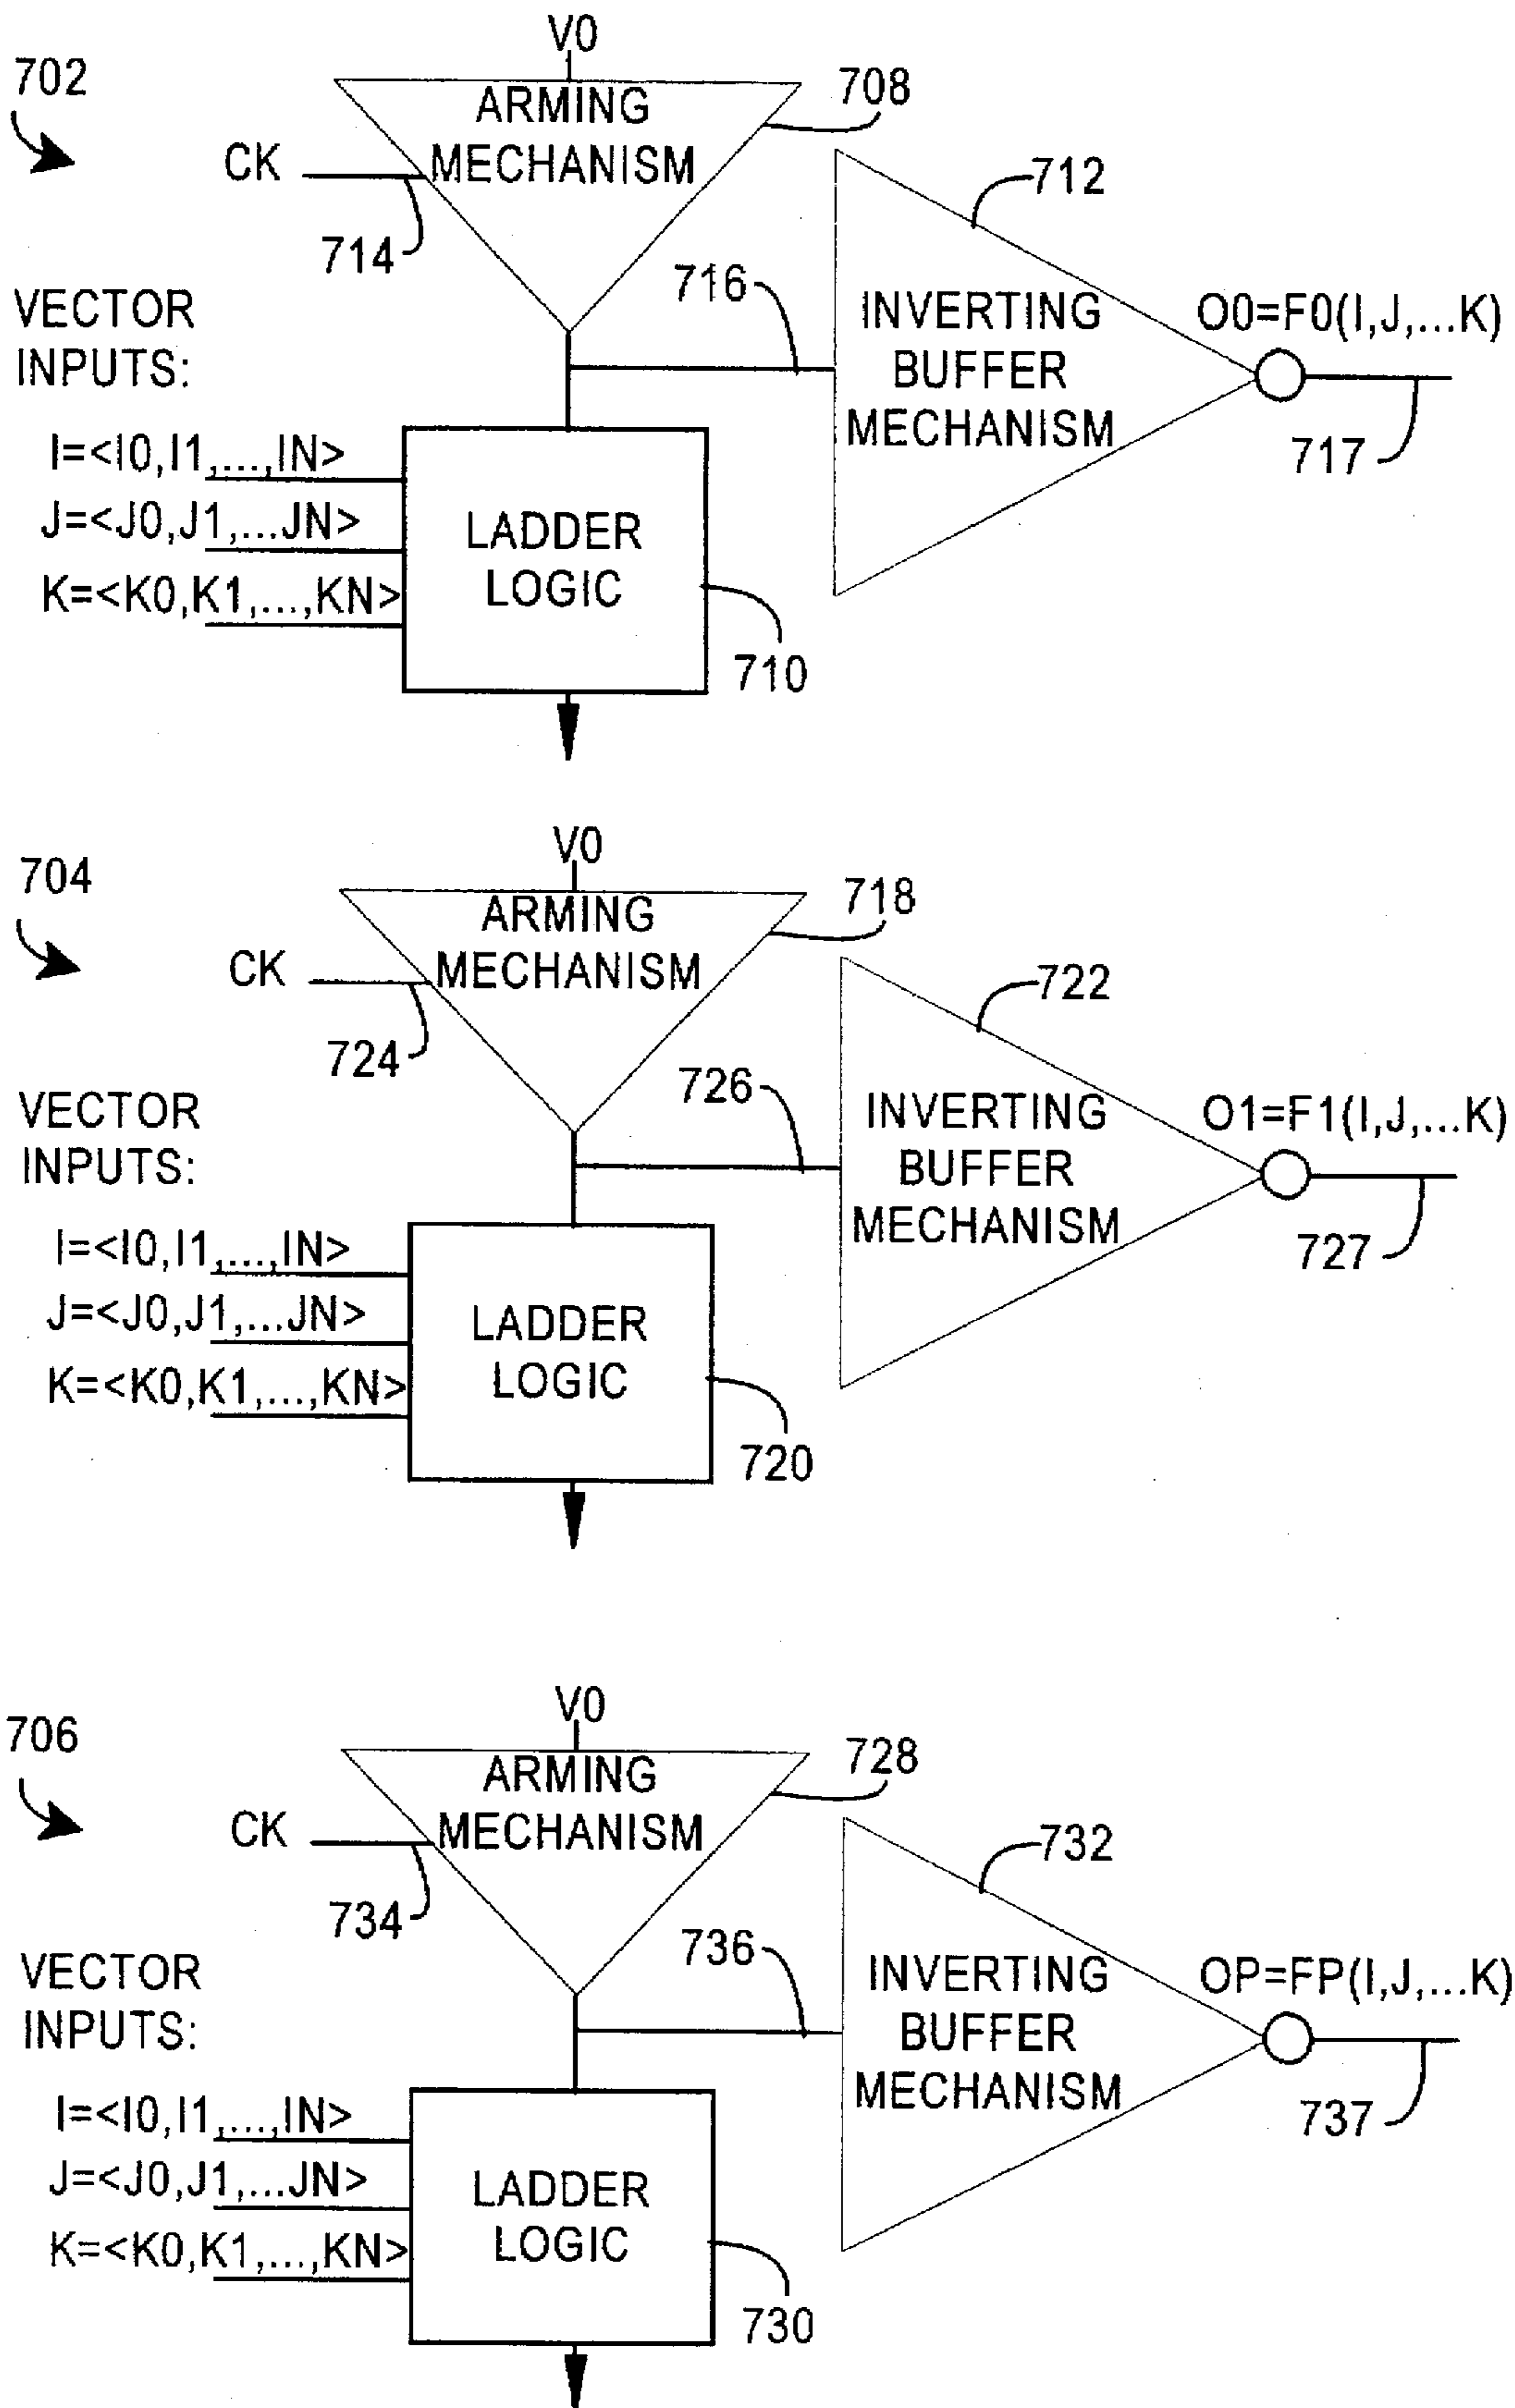 702
V0
ARMING
MECHANISM
708
CK
714
712
716
VECTOR
INPUTS:
INVERTING
BUFFER
MECHANISM
O0=F0(I,J,...K)
717
I=<I0,I1,...,IN>
J=<J0,J1,...JN>
K=<K0,K1,...,KN>
LADDER
LOGIC
710
704
V0
ARMING
MECHANISM
718
CK
724
722
726
VECTOR
INPUTS:
INVERTING
BUFFER
MECHANISM
O1=F1(I,J,...K)
727
I=<I0,I1,...,IN>
J=<J0,J1,...JN>
K=<K0,K1,...,KN>
LADDER
LOGIC
720
706
V0
ARMING
MECHANISM
728
CK
734
732
736
VECTOR
INPUTS:
INVERTING
BUFFER
MECHANISM
OP=FP(I,J,...K)
737
I=<I0,I1,...,IN>
J=<J0,J1,...JN>
K=<K0,K1,...,KN>
LADDER
LOGIC
730